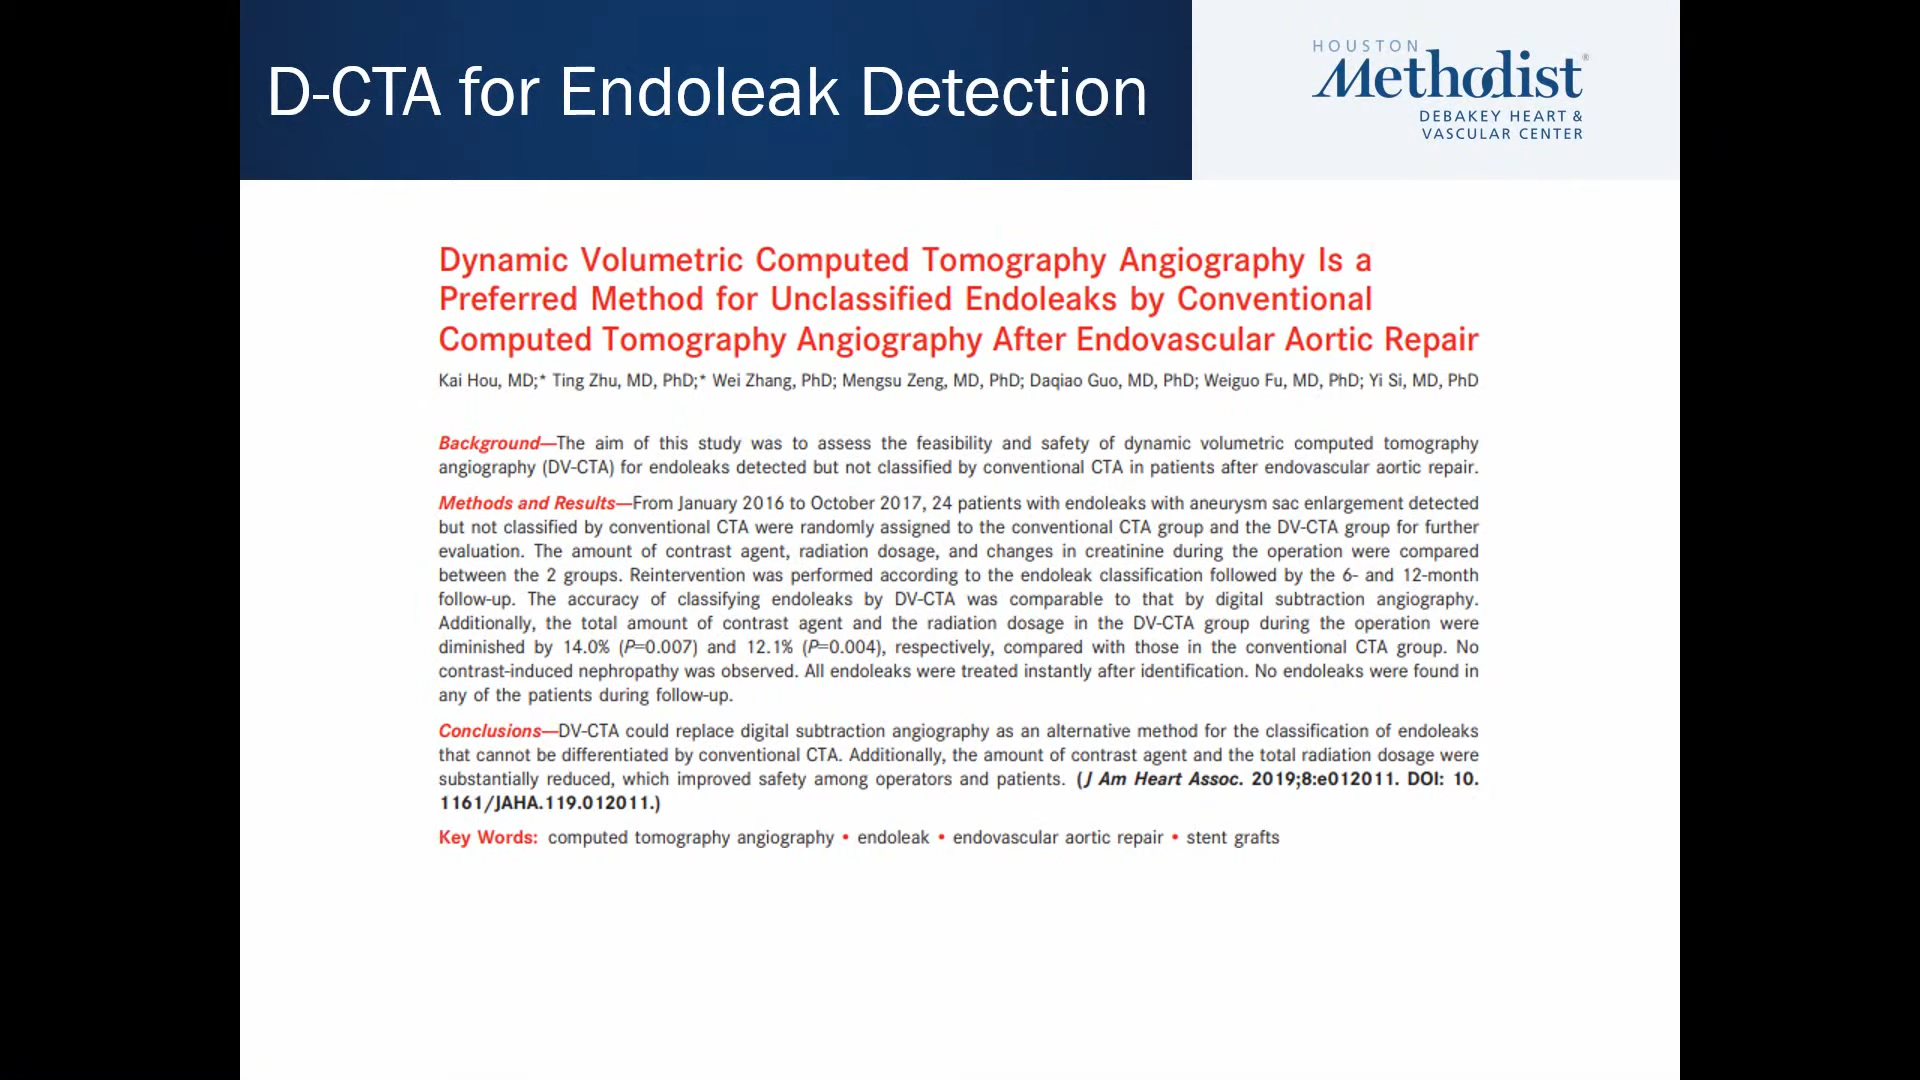 D-CTA for Endoleak Detection
HOUSTON
Methodist®
DEBAKEY HEART &
VASCULAR CENTER
Dynamic Volumetric Computed Tomography Angiography Is a
Preferred Method for Unclassified Endoleaks by Conventional
Computed Tomography Angiography After Endovascular Aortic Repair
Kai Hou, MD;* Ting Zhu, MD, PhD;* Wei Zhang, PhD; Mengsu Zeng, MD, PhD; Daqiao Guo, MD, PhD; Weiguo Fu, MD, PhD; Yi Si, MD, PhD
Background—The aim of this study was to assess the feasibility and safety of dynamic volumetric computed tomography
angiography (DV-CTA) for endoleaks detected but not classified by conventional CTA in patients after endovascular aortic repair.
Methods and Results—From January 2016 to October 2017, 24 patients with endoleaks with aneurysm sac enlargement detected
but not classified by conventional CTA were randomly assigned to the conventional CTA group and the DV-CTA group for further
evaluation. The amount of contrast agent, radiation dosage, and changes in creatinine during the operation were compared
between the 2 groups. Reintervention was performed according to the endoleak classification followed by the 6- and 12-month
follow-up. The accuracy of classifying endoleaks by DV-CTA was comparable to that by digital subtraction angiography.
Additionally, the total amount of contrast agent and the radiation dosage in the DV-CTA group during the operation were
diminished by 14.0% (P=0.007) and 12.1% (P=0.004), respectively, compared with those in the conventional CTA group. No
contrast-induced nephropathy was observed. All endoleaks were treated instantly after identification. No endoleaks were found in
any of the patients during follow-up.
Conclusions—DV-CTA could replace digital subtraction angiography as an alternative method for the classification of endoleaks
that cannot be differentiated by conventional CTA. Additionally, the amount of contrast agent and the total radiation dosage were
substantially reduced, which improved safety among operators and patients. (J Am Heart Assoc. 2019;8:e012011. DOI: 10.
1161/JAHA.119.012011.)
Key Words: computed tomography angiography • endoleak • endovascular aortic repair • stent grafts